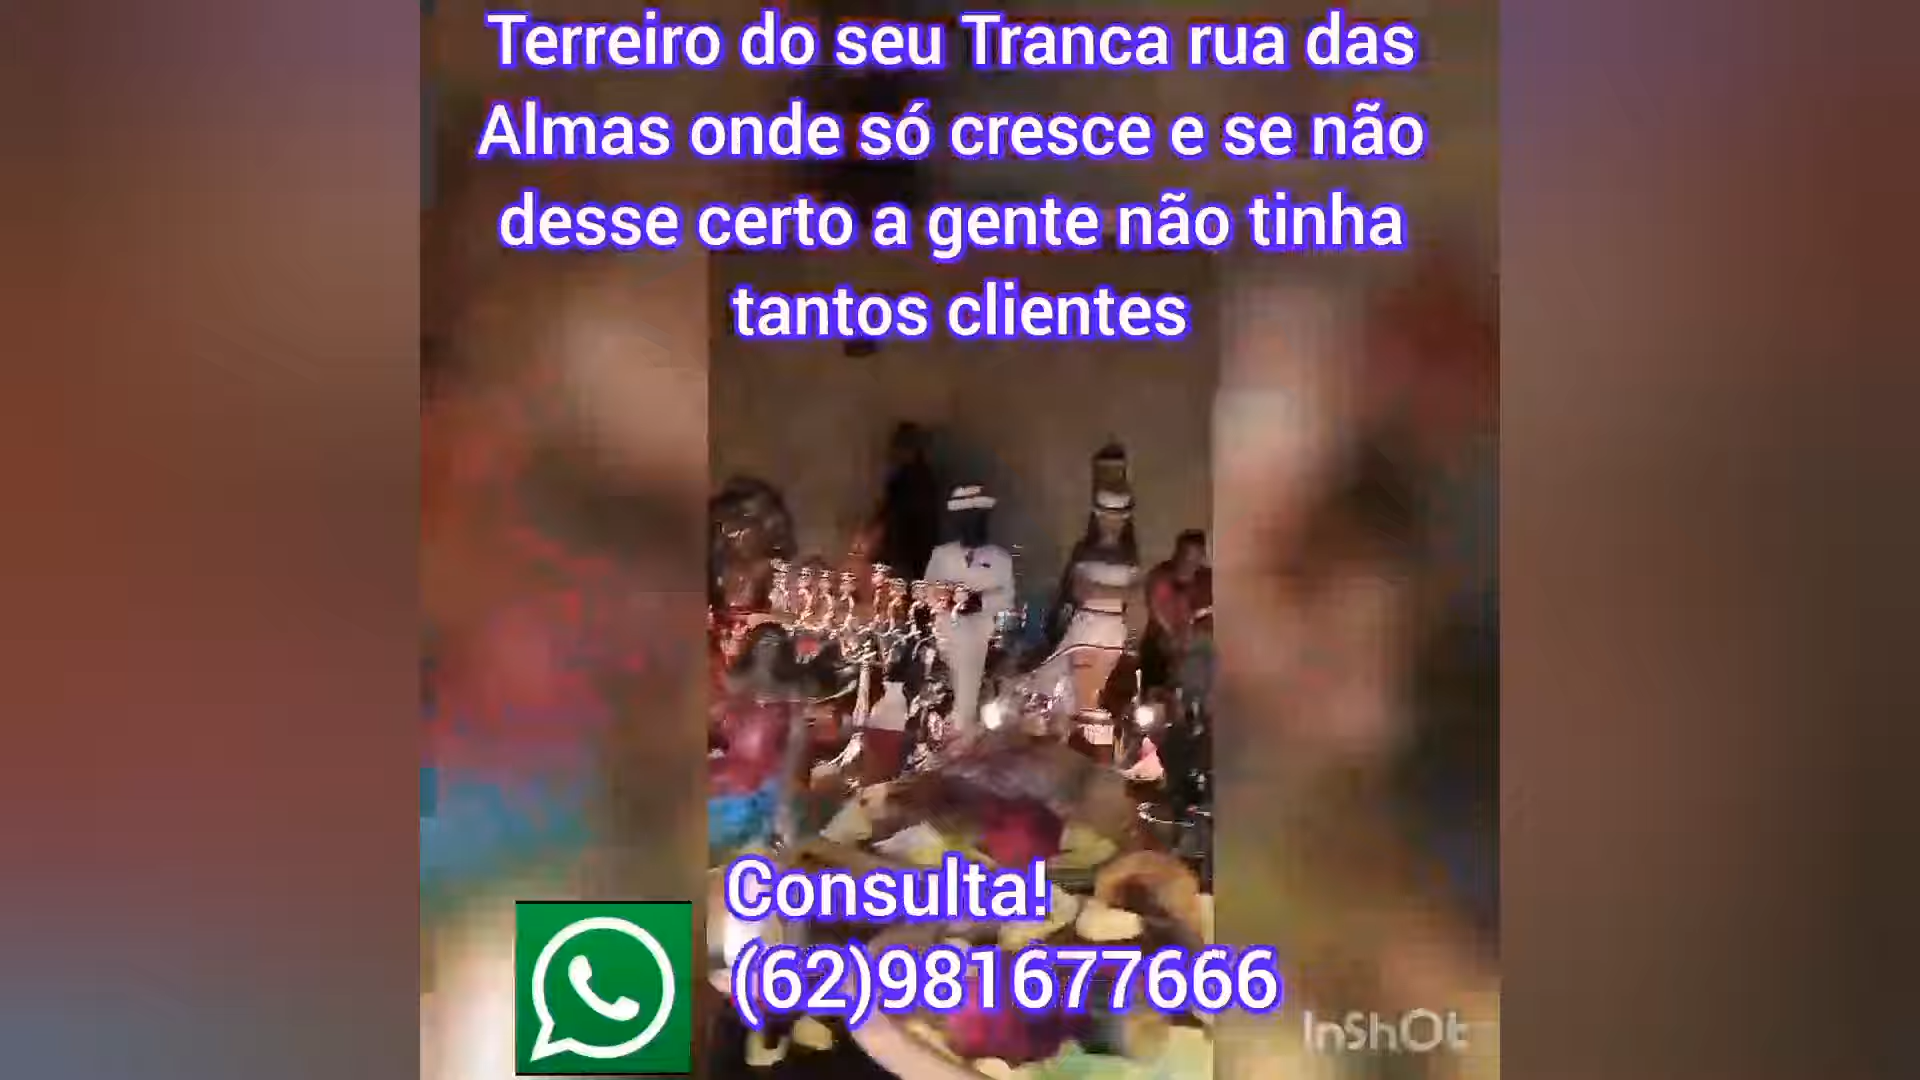 Terreiro do seu Tranca rua das
Almas onde só cresce e se não
desse certo a gente não tinha
tantos clientes
Consulta!
(62)981677666
InShOt